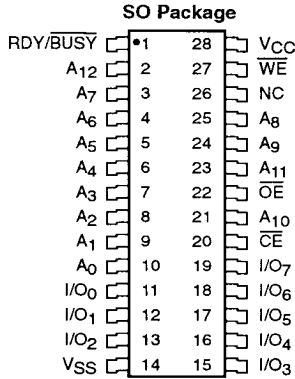 SO Package
RDY/BUSY 1 28 VCC
A12 2 27 WE
A7 3 26 NC
A6 4 25 A8
A5 5 24 A9
A4 6 23 A11
A3 7 22 OE
A2 8 21 A10
A1 9 20 CE
A0 10 19 I/O7
I/O0 11 18 I/O6
I/O1 12 17 I/O5
I/O2 13 16 I/O4
VSS 14 15 I/O3